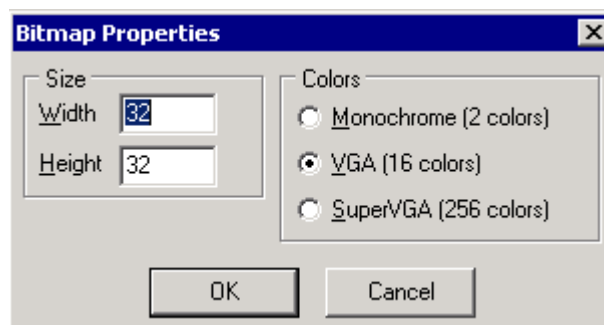 Bitmap Properties
Size
Width 32
Height 32
Colors
Monochrome (2 colors)
VGA (16 colors)
SuperVGA (256 colors)
OK Cancel